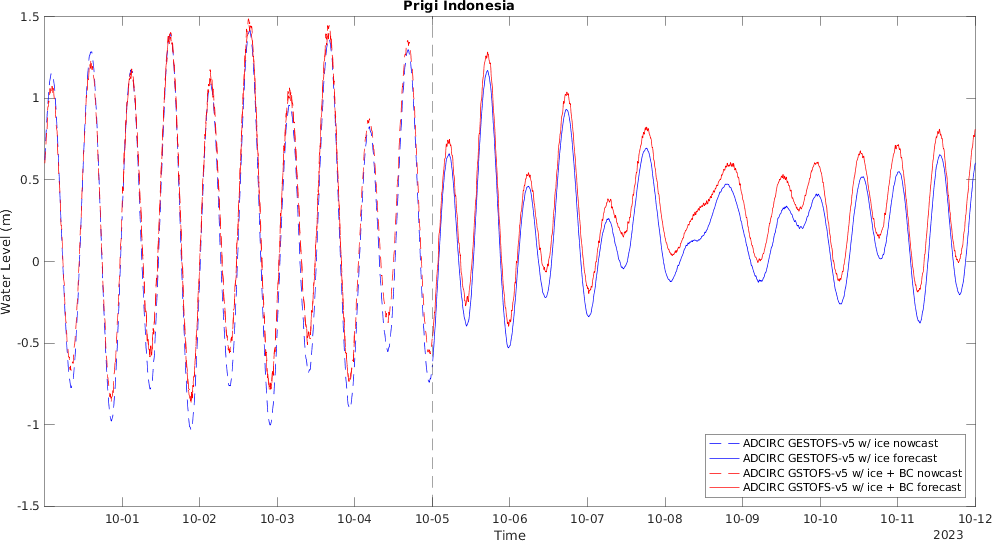 Prigi Indonesia
1.5
1
0.5
0
-0.5
-1
-1.5
Water Level (m)
10-01 10-02 10-03 10-04 10-05 10-06 10-07 10-08 10-09 10-10 10-11 10-12
Time
2023
ADCIRC GESTOFS-v5 w/ ice nowcast
ADCIRC GESTOFS-v5 w/ ice forecast
ADCIRC GSTOFS-v5 w/ ice + BC nowcast
ADCIRC GSTOFS-v5 w/ ice + BC forecast